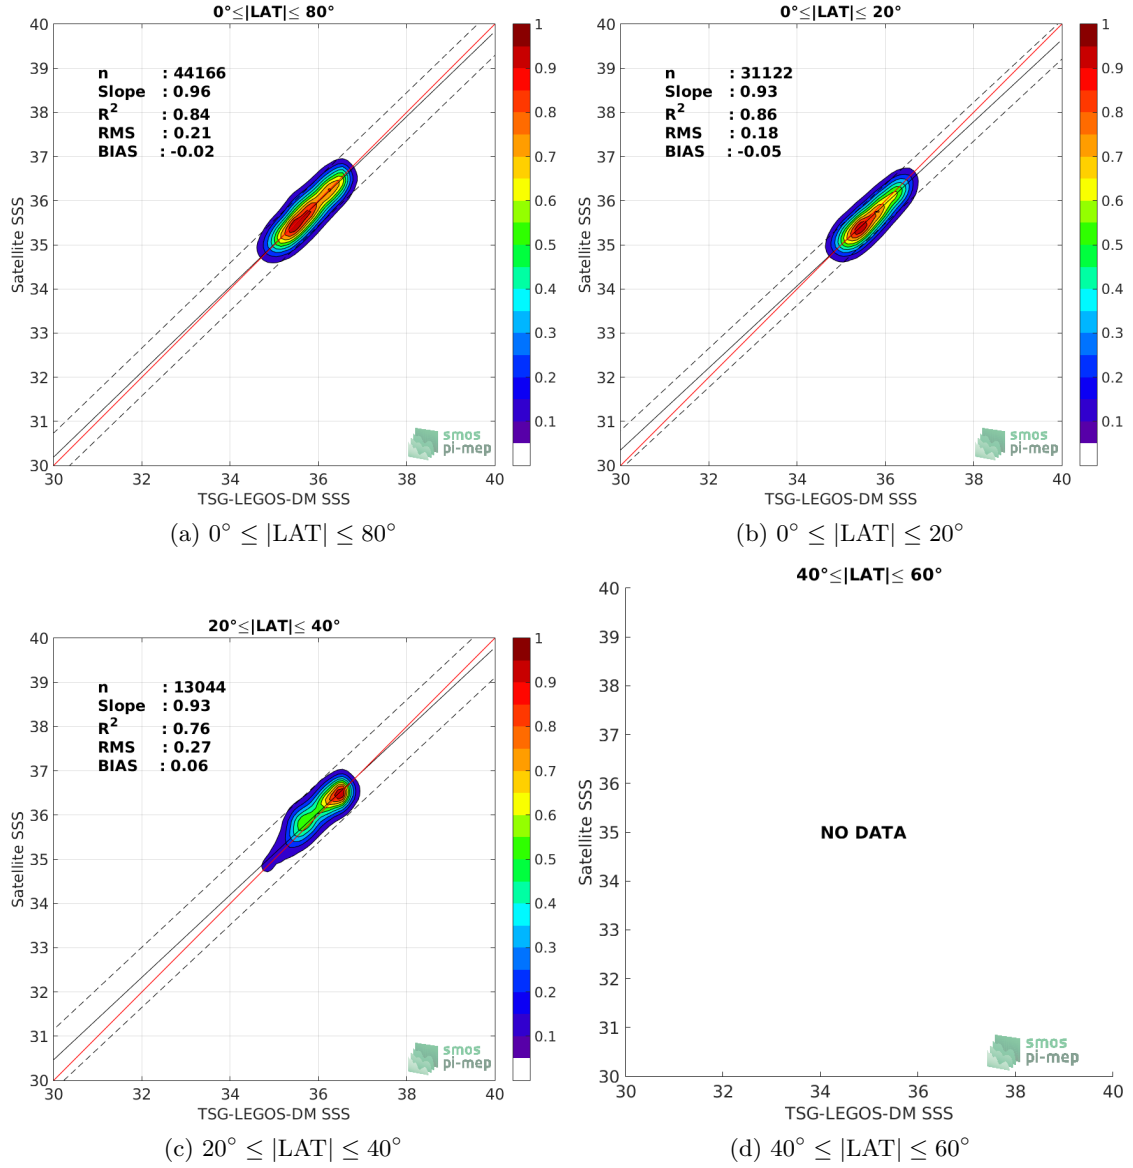 0°≤|LAT|≤ 80°
40
39
38
37
36
35
34
33
32
31
30
Satellite SSS
n : 44166
Slope : 0.96
R2 : 0.84
RMS : 0.21
BIAS : -0.02
smos
pi-mep
30 32 34 36 38 40
TSG-LEGOS-DM SSS
1
0.9
0.8
0.7
0.6
0.5
0.4
0.3
0.2
0.1
(a) 0° ≤ |LAT| ≤ 80°
0°≤|LAT|≤ 20°
40
39
38
37
36
35
34
33
32
31
30
Satellite SSS
n : 31122
Slope : 0.93
R2 : 0.86
RMS : 0.18
BIAS : -0.05
smos
pi-mep
30 32 34 36 38 40
TSG-LEGOS-DM SSS
1
0.9
0.8
0.7
0.6
0.5
0.4
0.3
0.2
0.1
(b) 0° ≤ |LAT| ≤ 20°
20°≤|LAT|≤ 40°
40
39
38
37
36
35
34
33
32
31
30
Satellite SSS
n : 13044
Slope : 0.93
R2 : 0.76
RMS : 0.27
BIAS : 0.06
smos
pi-mep
30 32 34 36 38 40
TSG-LEGOS-DM SSS
1
0.9
0.8
0.7
0.6
0.5
0.4
0.3
0.2
0.1
(c) 20° ≤ |LAT| ≤ 40°
40°≤|LAT|≤ 60°
40
39
38
37
36
35
34
33
32
31
30
Satellite SSS
NO DATA
smos
pi-mep
30 32 34 36 38 40
TSG-LEGOS-DM SSS
(d) 40° ≤ |LAT| ≤ 60°